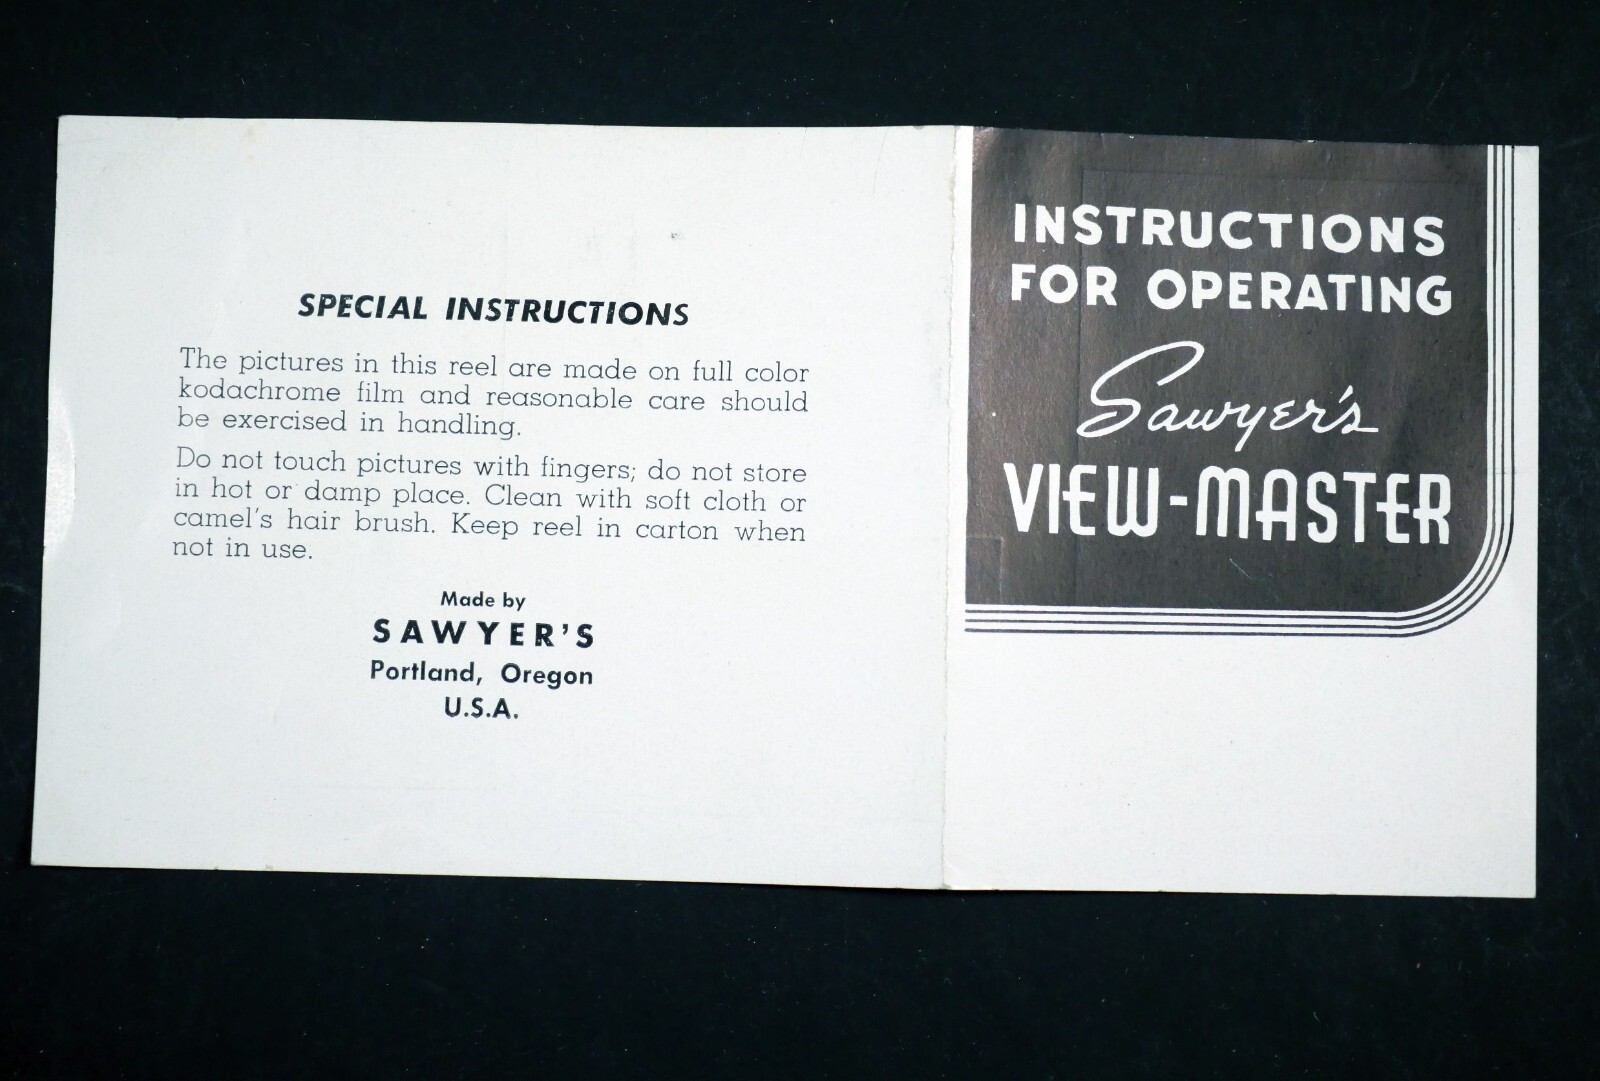 SPECIAL INSTRUCTIONS
The pictures in this reel are made on full color
kodachrome film and reasonable care should
be exercised in handling.
Do not touch pictures with fingers; do not store
in hot or damp place. Clean with soft cloth or
camel's hair brush. Keep reel in carton when
not in use.
Made by
SAWYER'S
Portland, Oregon
U.S.A.
INSTRUCTIONS
FOR OPERATING
Sawyer's
VIEW-MASTER